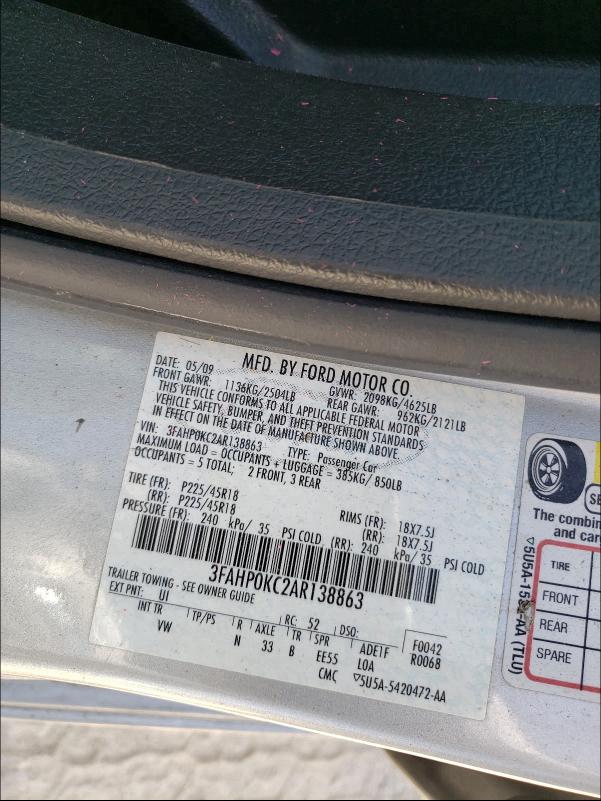 MFD. BY FORD MOTOR CO.
DATE: 05/09 GVWR: 2098KG/4625LB
FRONT GAWR: 1136KG/2504LB REAR GAWR: 962KG/2121LB
THIS VEHICLE CONFORMS TO ALL APPLICABLE FEDERAL MOTOR
VEHICLE SAFETY, BUMPER, AND THEFT PREVENTION STANDARDS
IN EFFECT ON THE DATE OF MANUFACTURE SHOWN ABOVE.
VIN: 3FAHP0KC2AR138863 TYPE: Passenger Car
MAXIMUM LOAD = OCCUPANTS + LUGGAGE = 385KG/850LB
OCCUPANTS = 5 TOTAL; 2 FRONT, 3 REAR
TIRE (FR): P225/45R18 RIMS (FR): 18X7.5J
(RR): P225/45R18 (RR): 18X7.5J
PRESSURE (FR): 240 kPa/ 35 PSI COLD (RR): 240 kPa/ 35 PSI COLD
3FAHP0KC2AR138863
TRAILER TOWING - SEE OWNER GUIDE
EXT PNT: UI RC: 52 DSO: F0042
INT TR TP/PS R AXLE TR SPR ADEIF R0068
VW N 33 B EE55 LOA
CMC ▽5U5A-5420472-AA
SE
The combin
and car
TIRE
FRONT
REAR
SPARE
AA (TLU)